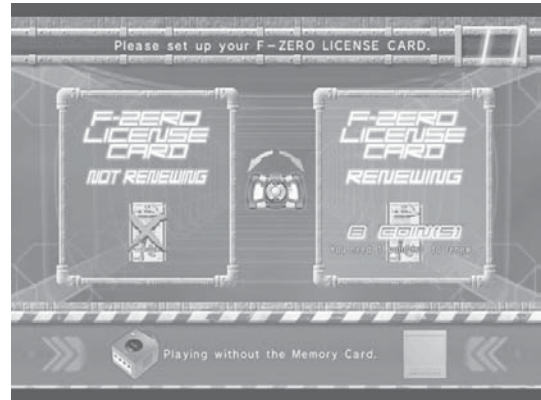 Please set up your F-ZERO LICENSE CARD.
17
F-ZERO
LICENSE
CARD
NOT RENEWING
F-ZERO
LICENSE
CARD
RENEWING
8 COIN(S)
Playing without the Memory Card.